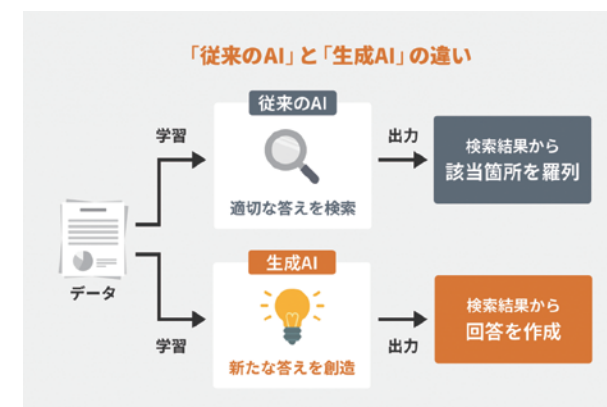 「従来のAI」と「生成AI」の違い
従来のAI
学習
出力
適切な答えを検索
検索結果から
該当箇所を羅列
データ
生成AI
学習
出力
新たな答えを創造
検索結果から
回答を作成